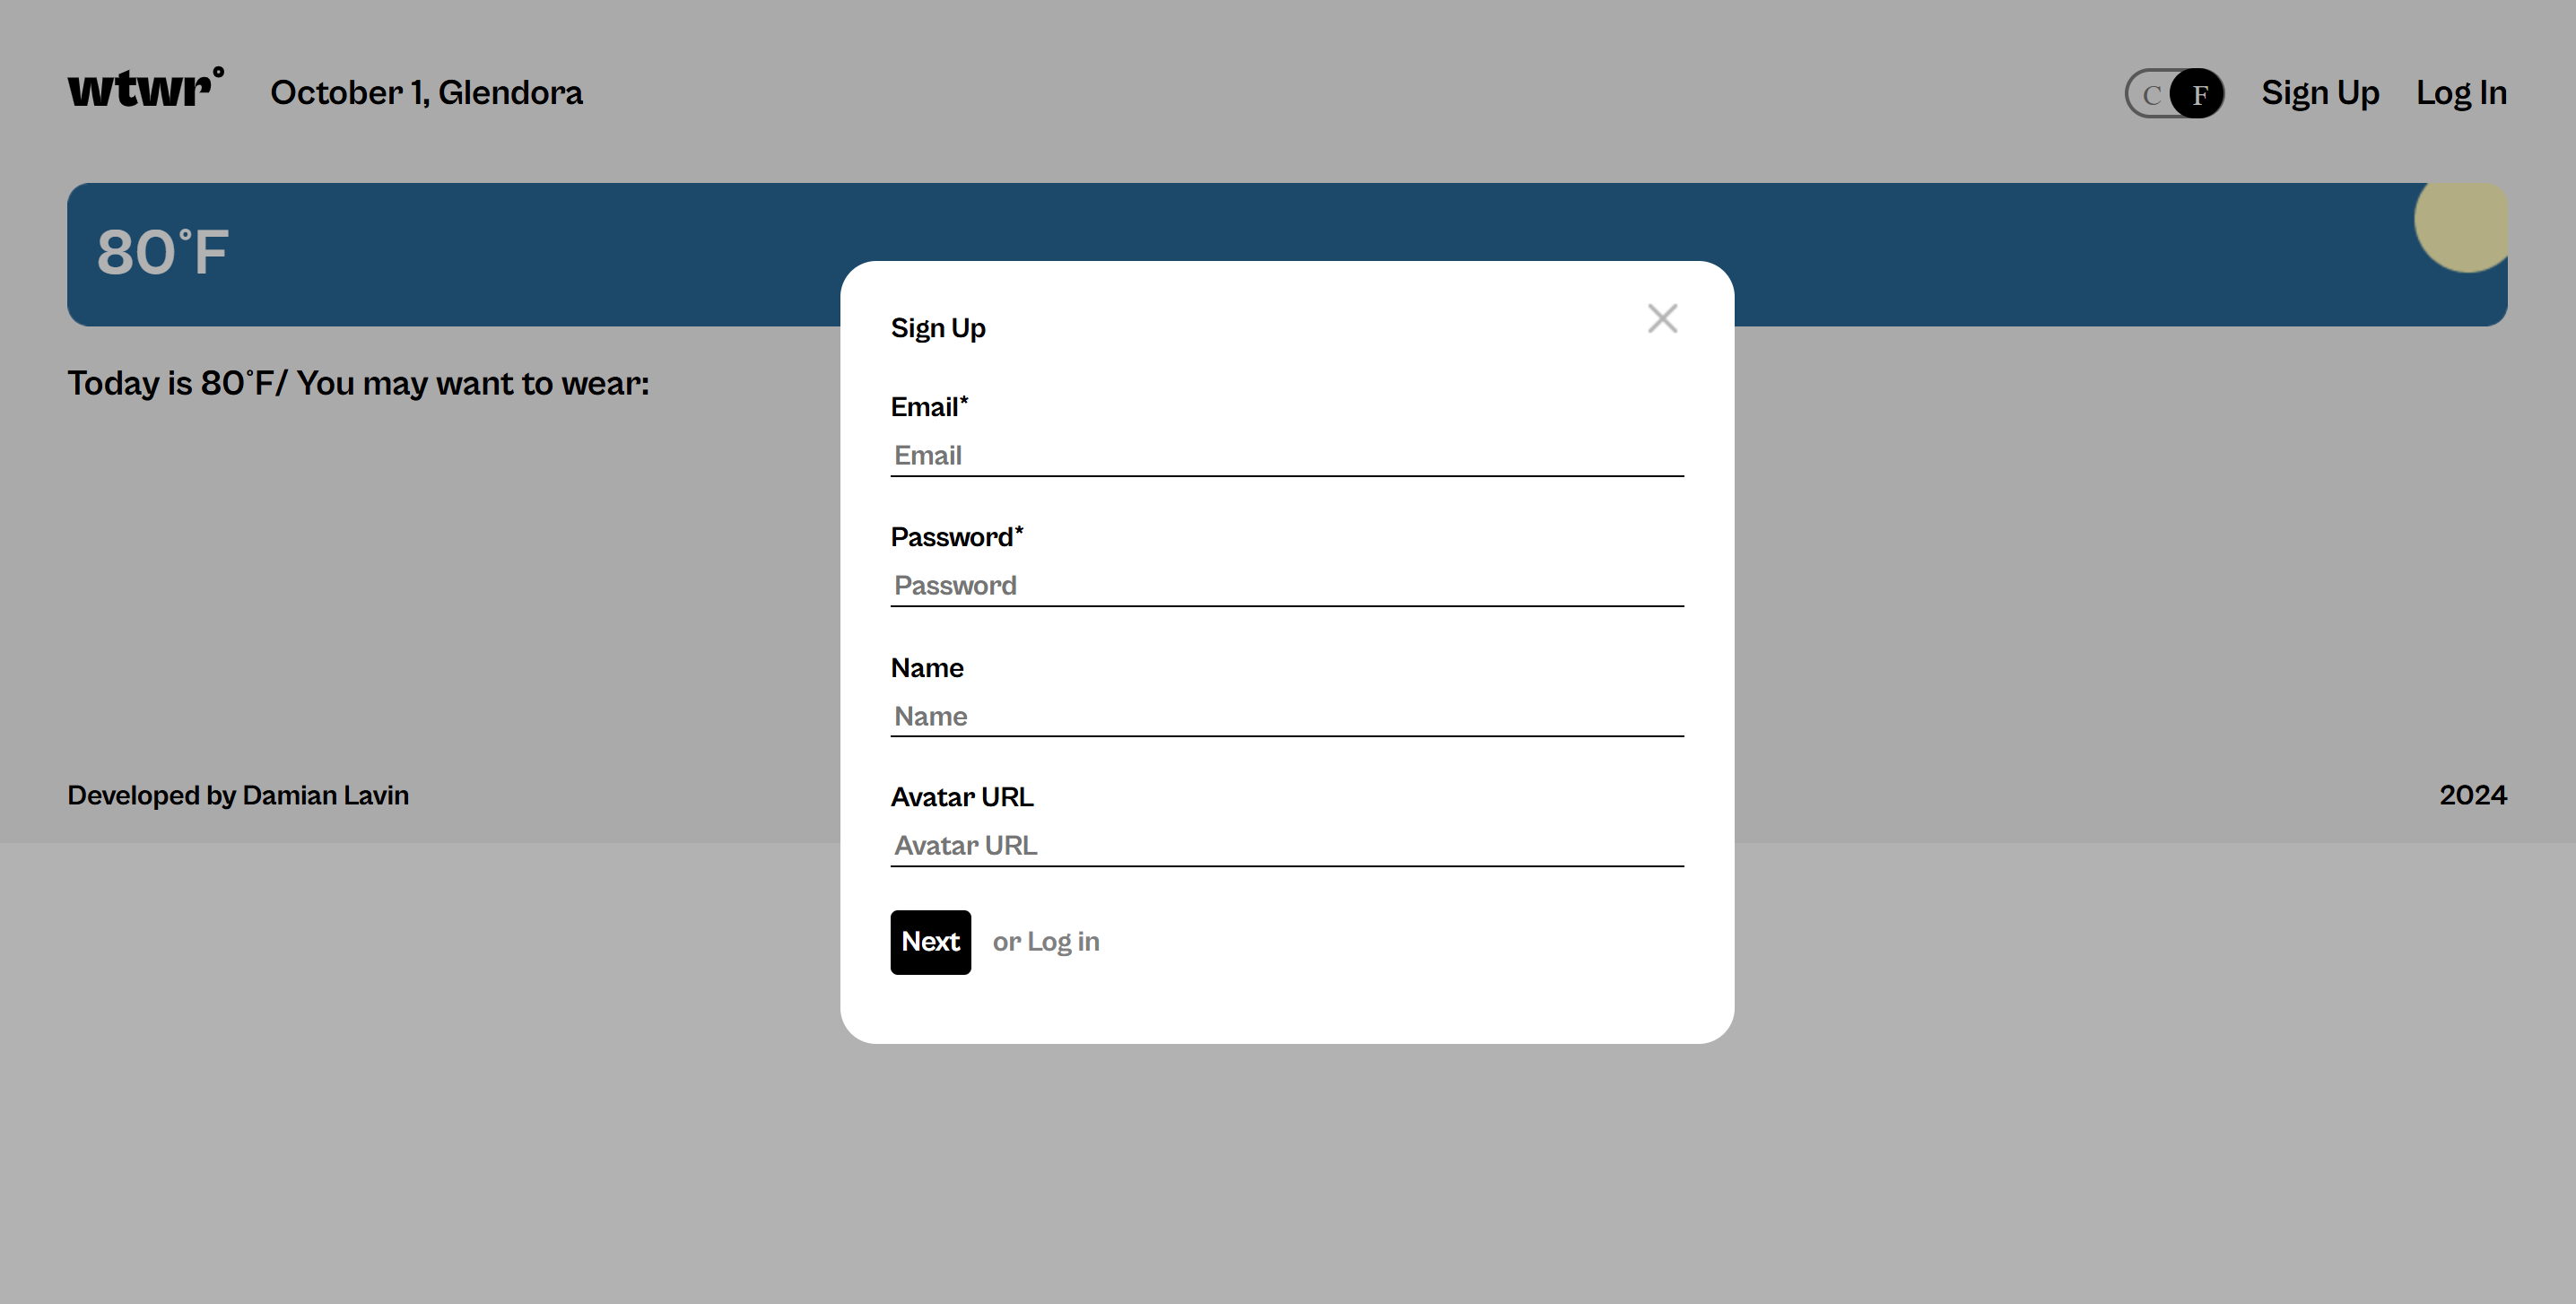 wtwr° October 1, Glendora
C F Sign Up Log In
80°F
Today is 80°F/ You may want to wear:
Sign Up
Email*
Email
Password*
Password
Name
Name
Avatar URL
Avatar URL
Next or Log in
Developed by Damian Lavin
2024